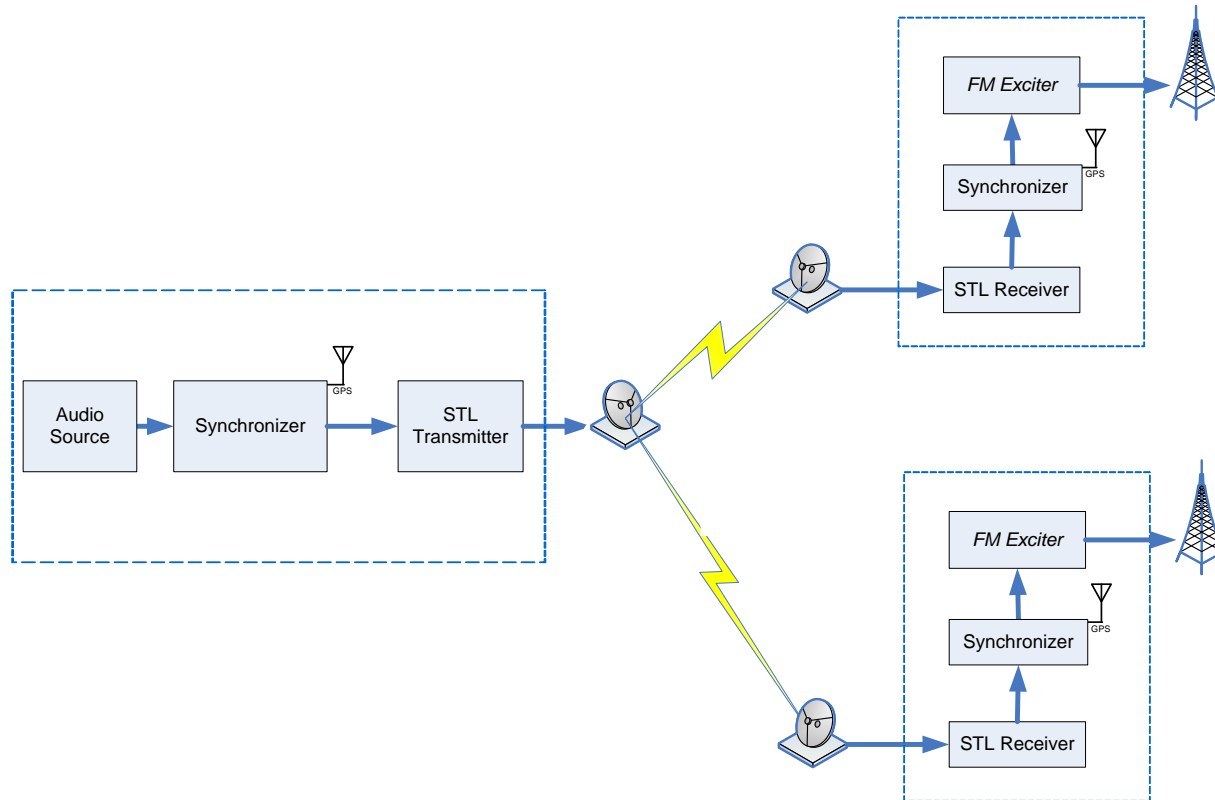 FM Exciter
Synchronizer
GPS
STL Receiver
Audio
Source
Synchronizer
GPS
STL
Transmitter
FM Exciter
Synchronizer
GPS
STL Receiver